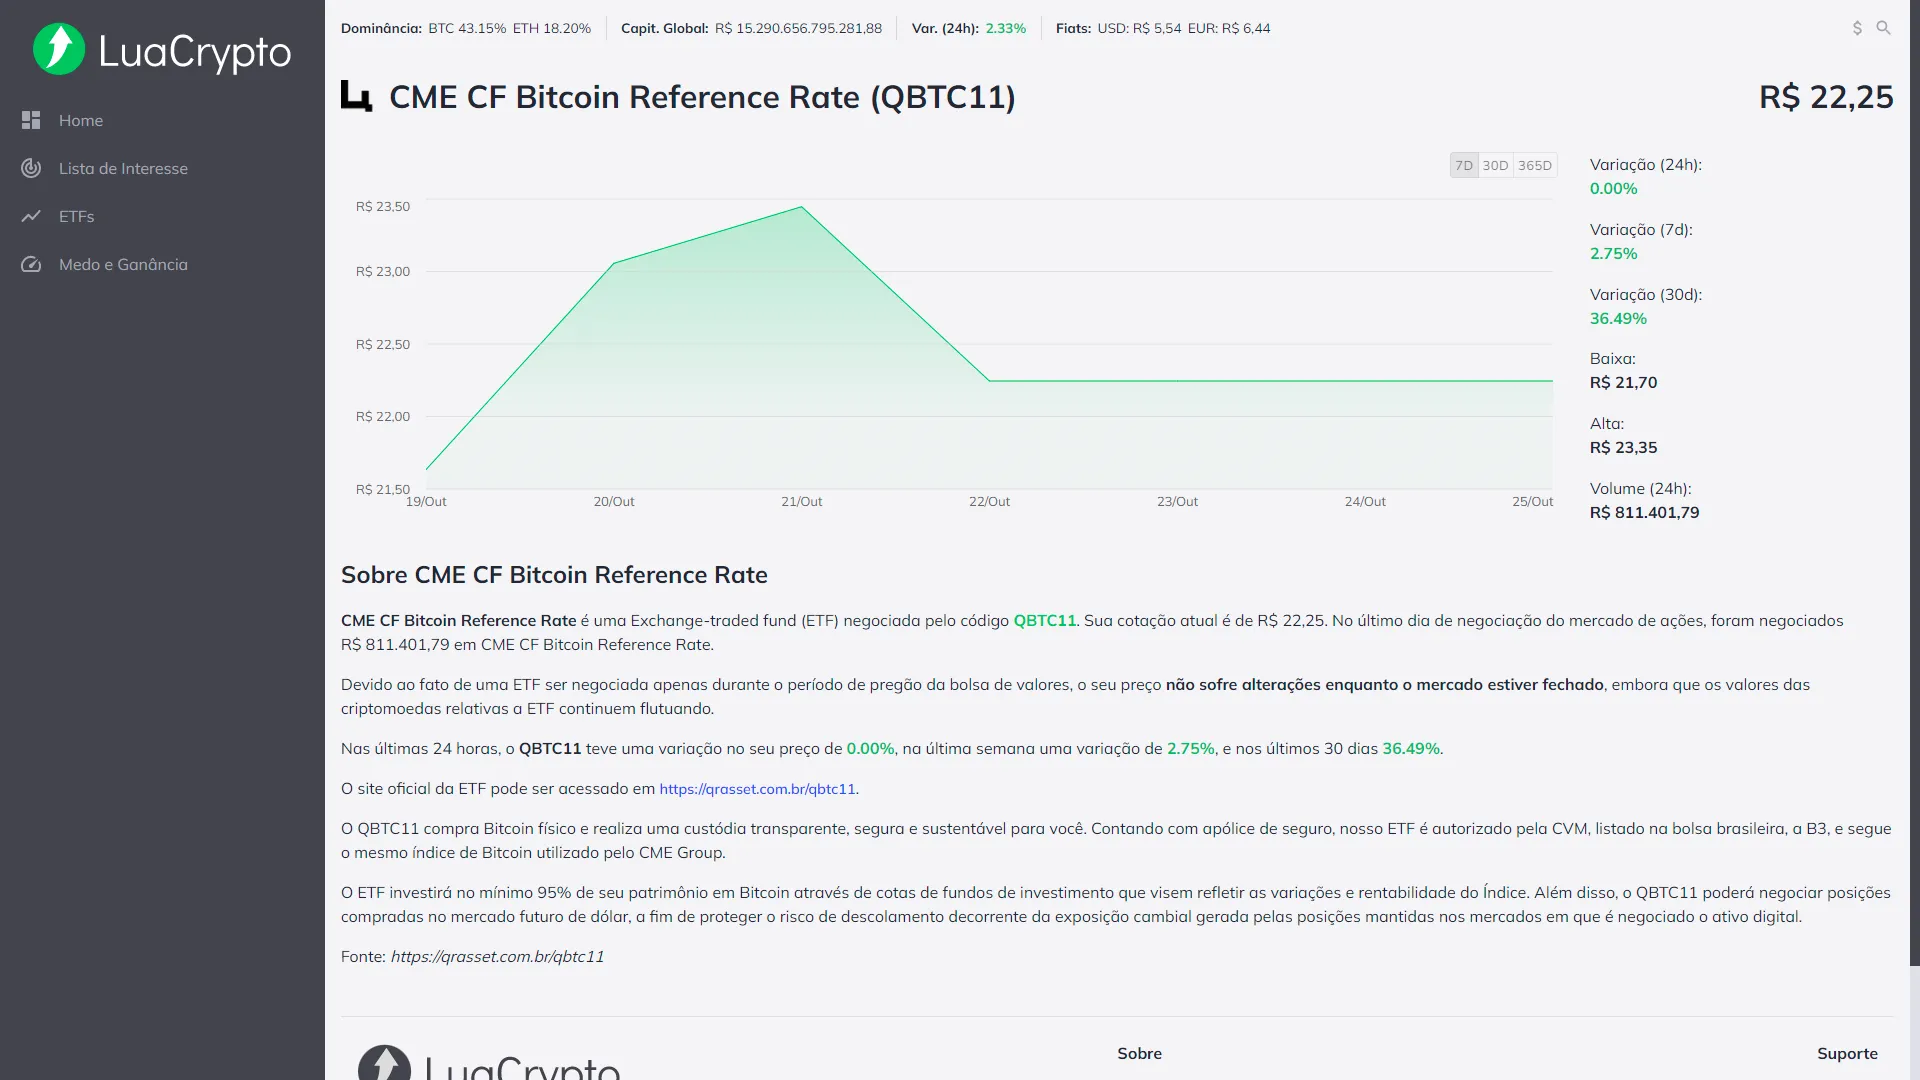 LuaCrypto
Home
Lista de Interesse
ETFs
Medo e Ganância
Dominância: BTC 43.15% ETH 18.20%
Capit. Global: R$ 15.290.656.795.281,88
Var. (24h): 2.33%
Fiats: USD: R$ 5,54 EUR: R$ 6,44
CME CF Bitcoin Reference Rate (QBTC11)
R$ 22,25
7D 30D 365D
R$ 23,50
R$ 23,00
R$ 22,50
R$ 22,00
R$ 21,50
19/Out 20/Out 21/Out 22/Out 23/Out 24/Out 25/Out
Variação (24h):
0.00%
Variação (7d):
2.75%
Variação (30d):
36.49%
Baixa:
R$ 21,70
Alta:
R$ 23,35
Volume (24h):
R$ 811.401,79
Sobre CME CF Bitcoin Reference Rate
CME CF Bitcoin Reference Rate é uma Exchange-traded fund (ETF) negociada pelo código QBTC11. Sua cotação atual é de R$ 22,25. No último dia de negociação do mercado de ações, foram negociados
R$ 811.401,79 em CME CF Bitcoin Reference Rate.
Devido ao fato de uma ETF ser negociada apenas durante o período de pregão da bolsa de valores, o seu preço não sofre alterações enquanto o mercado estiver fechado, embora que os valores das
criptomoedas relativas a ETF continuem flutuando.
Nas últimas 24 horas, o QBTC11 teve uma variação no seu preço de 0.00%, na última semana uma variação de 2.75%, e nos últimos 30 dias 36.49%.
O site oficial da ETF pode ser acessado em https://qrasset.com.br/qbtc11.
O QBTC11 compra Bitcoin físico e realiza uma custódia transparente, segura e sustentável para você. Contando com apólice de seguro, nosso ETF é autorizado pela CVM, listado na bolsa brasileira, a B3, e segue
o mesmo índice de Bitcoin utilizado pelo CME Group.
O ETF investirá no mínimo 95% de seu patrimônio em Bitcoin através de cotas de fundos de investimento que visem refletir as variações e rentabilidade do Índice. Além disso, o QBTC11 poderá negociar posições
compradas no mercado futuro de dólar, a fim de proteger o risco de descolamento decorrente da exposição cambial gerada pelas posições mantidas nos mercados em que é negociado o ativo digital.
Fonte: https://qrasset.com.br/qbtc11
LuaCrypto
Sobre
Suporte